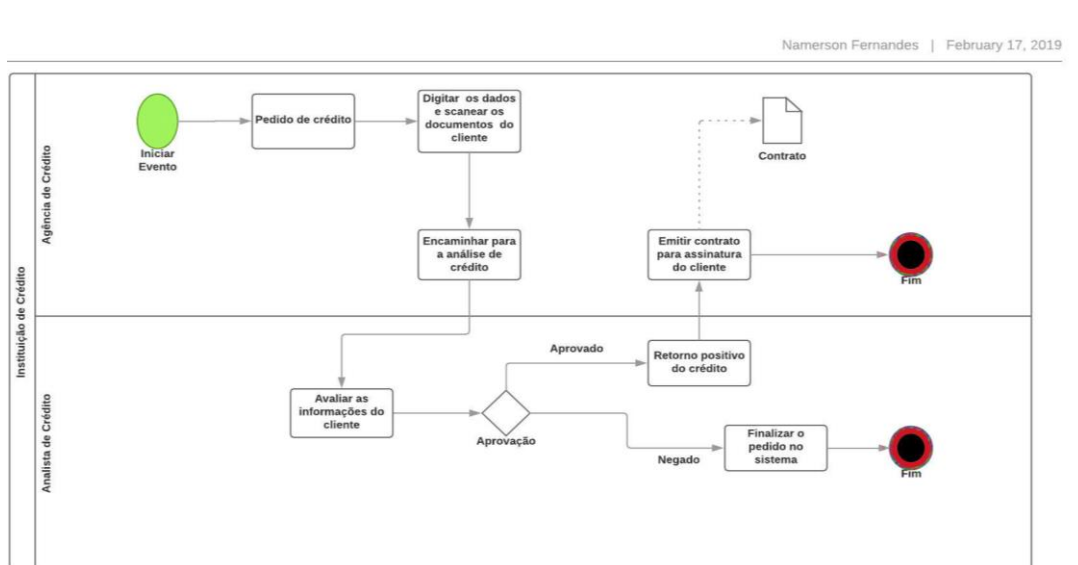 Namerson Fernandes | February 17, 2019
Instituição de Crédito
Agência de Crédito
Iniciar
Evento
Pedido de crédito
Digitar os dados
e scanear os
documentos do
cliente
Contrato
Encaminhar para
a análise de
crédito
Emitir contrato
para assinatura
do cliente
Fim
Analista de Crédito
Avaliar as
informações do
cliente
Aprovação
Aprovado
Retorno positivo
do crédito
Negado
Finalizar o
pedido no
sistema
Fim